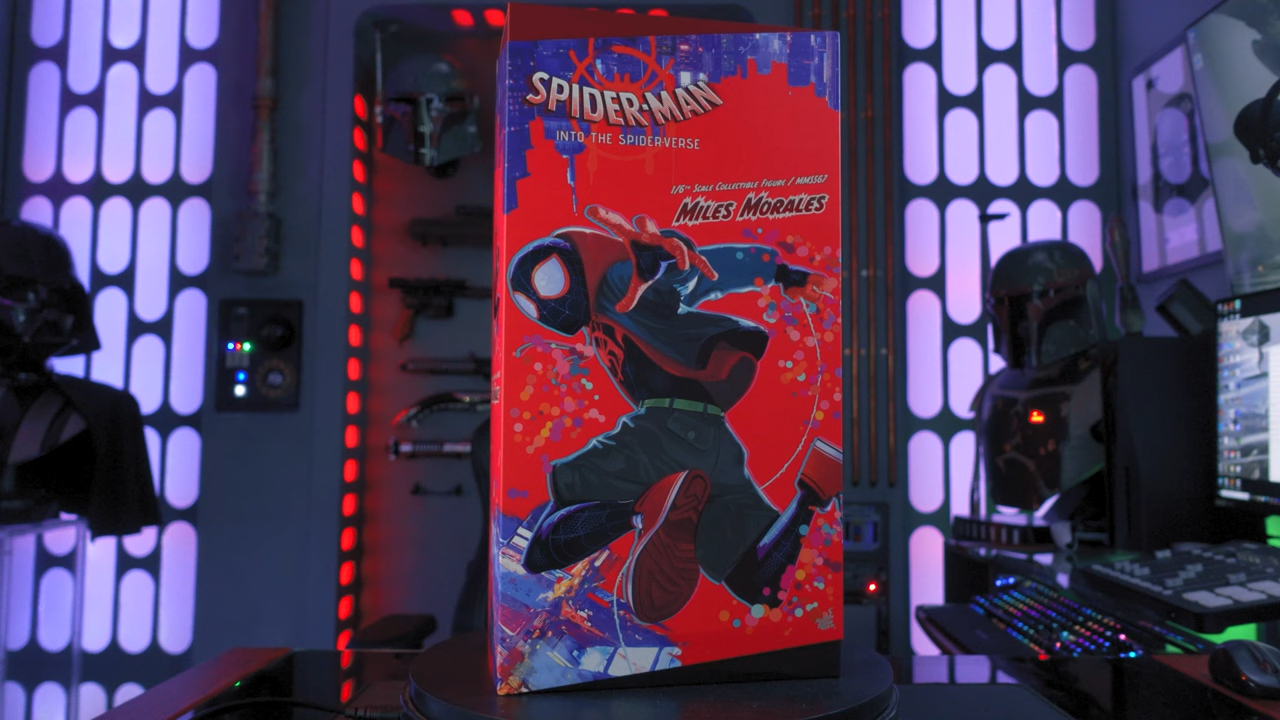 SPIDER-MAN
INTO THE SPIDER-VERSE
1/6TH SCALE COLLECTIBLE FIGURE / MMS567
MILES MORALES